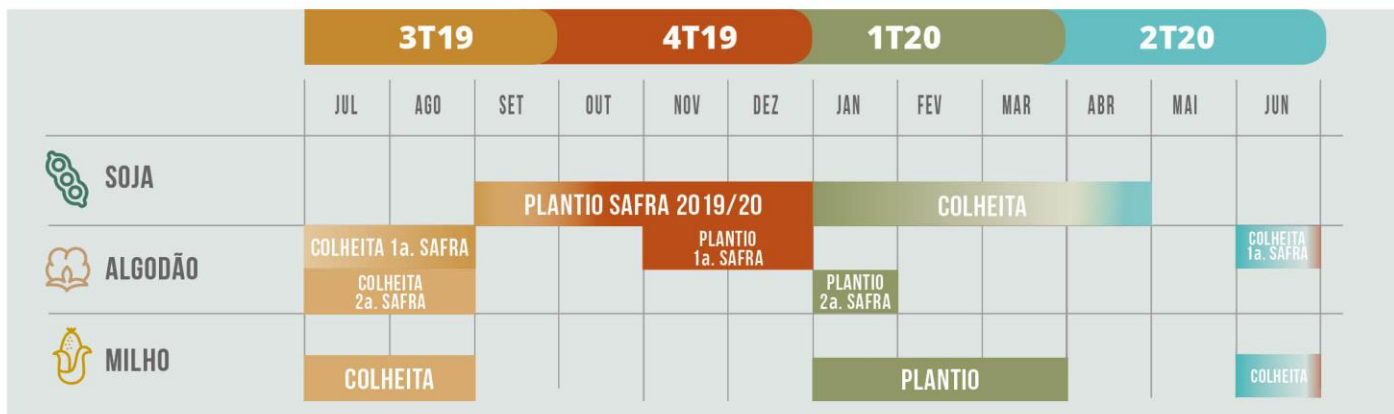 3T19 4T19 1T20 2T20
JUL AGO SET OUT NOV DEZ JAN FEV MAR ABR MAI JUN
SOJA
PLANTIO SAFRA 2019/20 COLHEITA
ALGODÃO
COLHEITA 1a. SAFRA
COLHEITA
2a. SAFRA
PLANTIO
1a. SAFRA
PLANTIO
2a. SAFRA
COLHEITA
1a. SAFRA
MILHO
COLHEITA PLANTIO COLHEITA